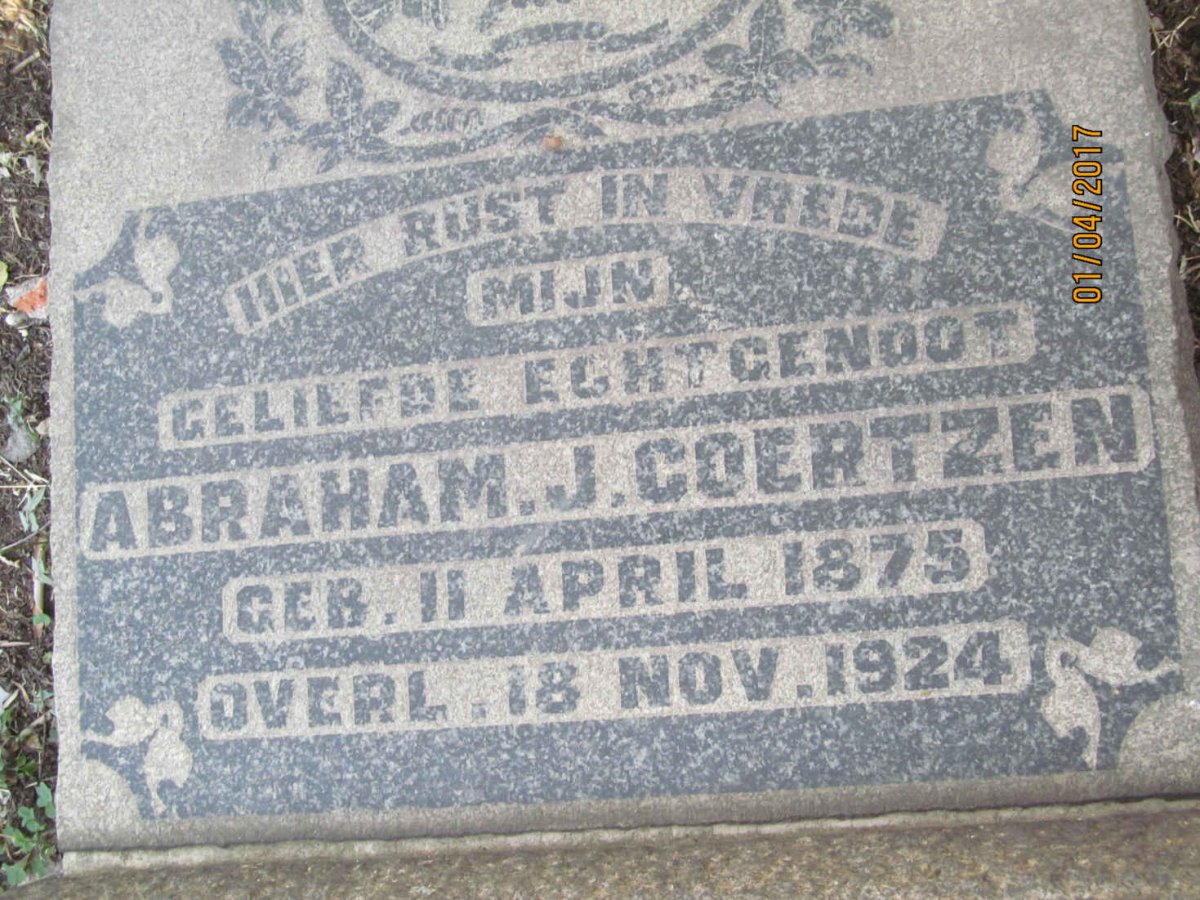 HIER RUST IN VREDE
MIJN
GELIEFDE ECHTGENOOT
ABRAHAM.J.COERTZEN
GEB. 11 APRIL 1875
OVERL. 18 NOV. 1924
01/04/2017